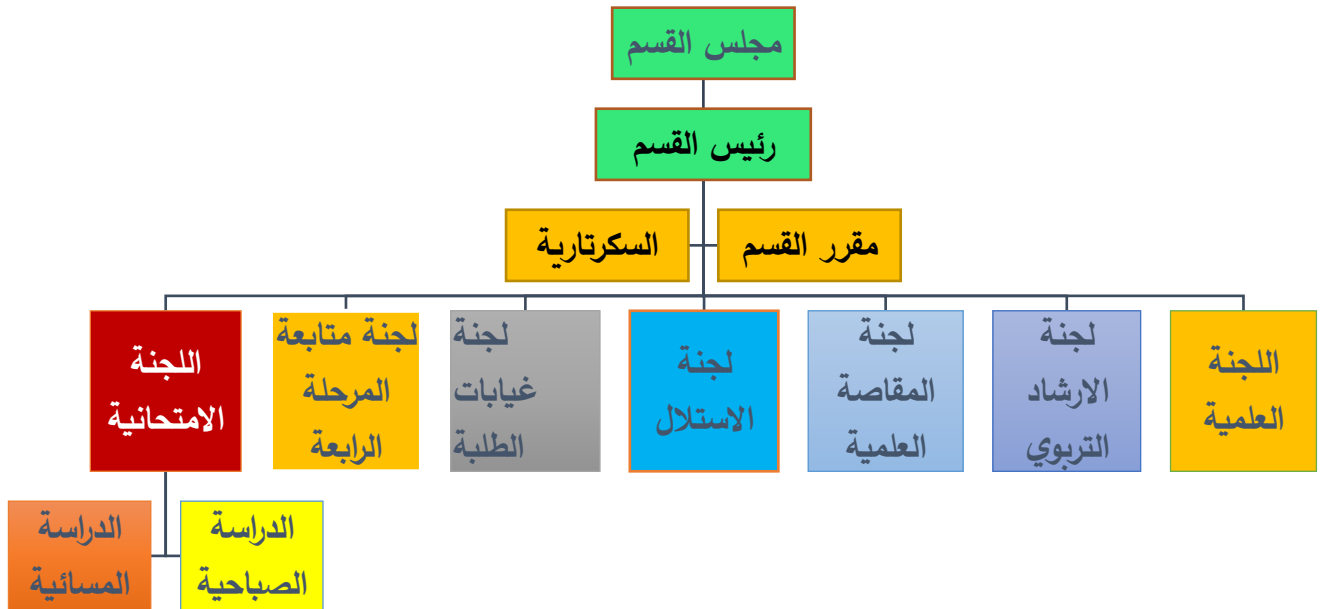 مجلس القسم
رئيس القسم
مقرر القسم
السكرتارية
اللجنة
العلمية
لجنة
الارشاد
التربوي
لجنة
المقاصة
العلمية
لجنة
الاستلال
لجنة
غيابات
الطلبة
لجنة متابعة
المرحلة
الرابعة
اللجنة
الامتحانية
الدراسة
الصباحية
الدراسة
المسائية